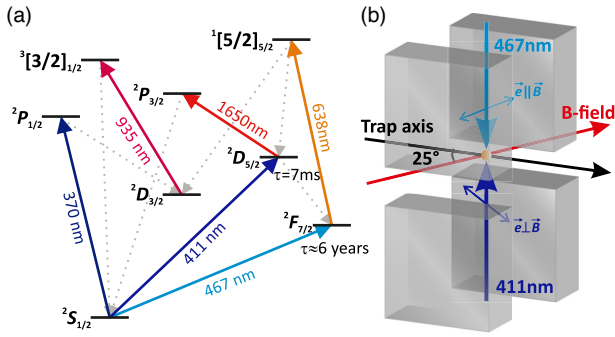 (a)
¹[5/2]₅/₂
³[3/2]₁/₂
²P₃/₂
²P₁/₂
935 nm
1650nm
638nm
²D₅/₂
τ=7ms
²D₃/₂
370 nm
411 nm
²F₇/₂
τ≈6 years
467 nm
²S₁/₂
(b)
467nm
e⃗∥B⃗
B-field
Trap axis
25°
e⃗⊥B⃗
411nm